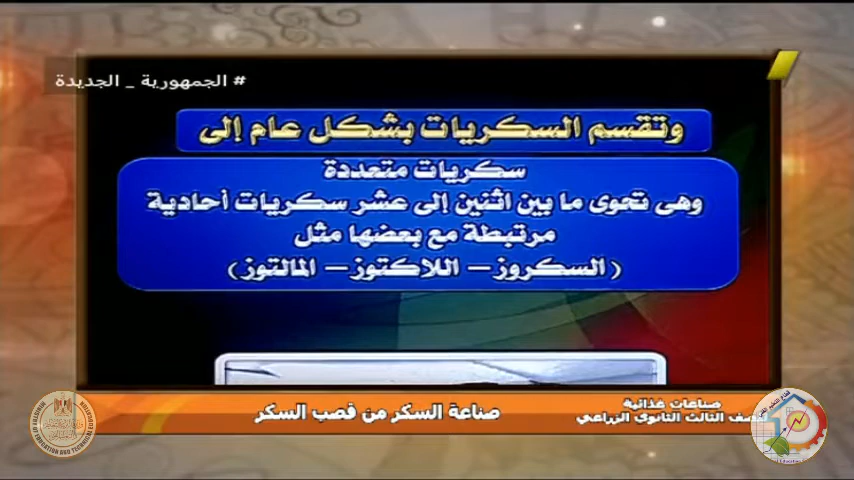 # الجمهورية _ الجديدة
وتقسم السكريات بشكل عام إلى
سكريات متعددة
وهى تحوى ما بين اثنين إلى عشر سكريات أحادية
مرتبطة مع بعضها مثل
(السكروز - اللاكتوز - المالتوز)
صناعات غذائية
الصف الثالث الثانوي الزراعي
صناعة السكر من قصب السكر